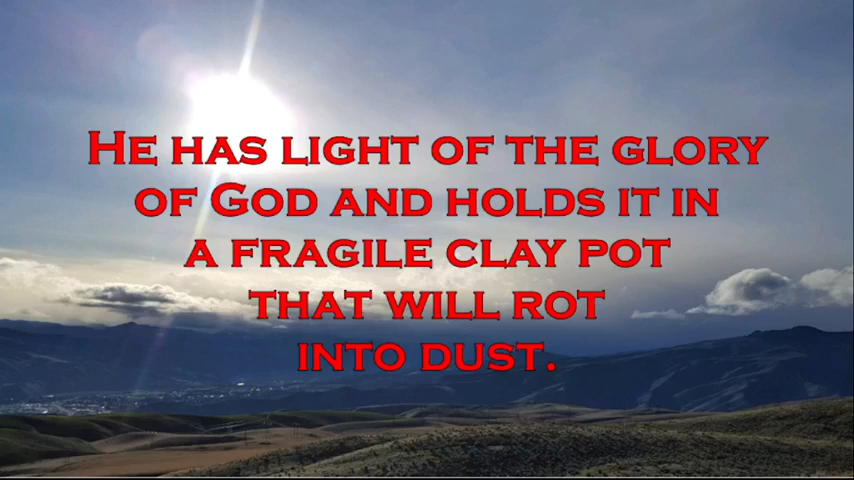 He has light of the glory
of God and holds it in
a fragile clay pot
that will rot
into dust.